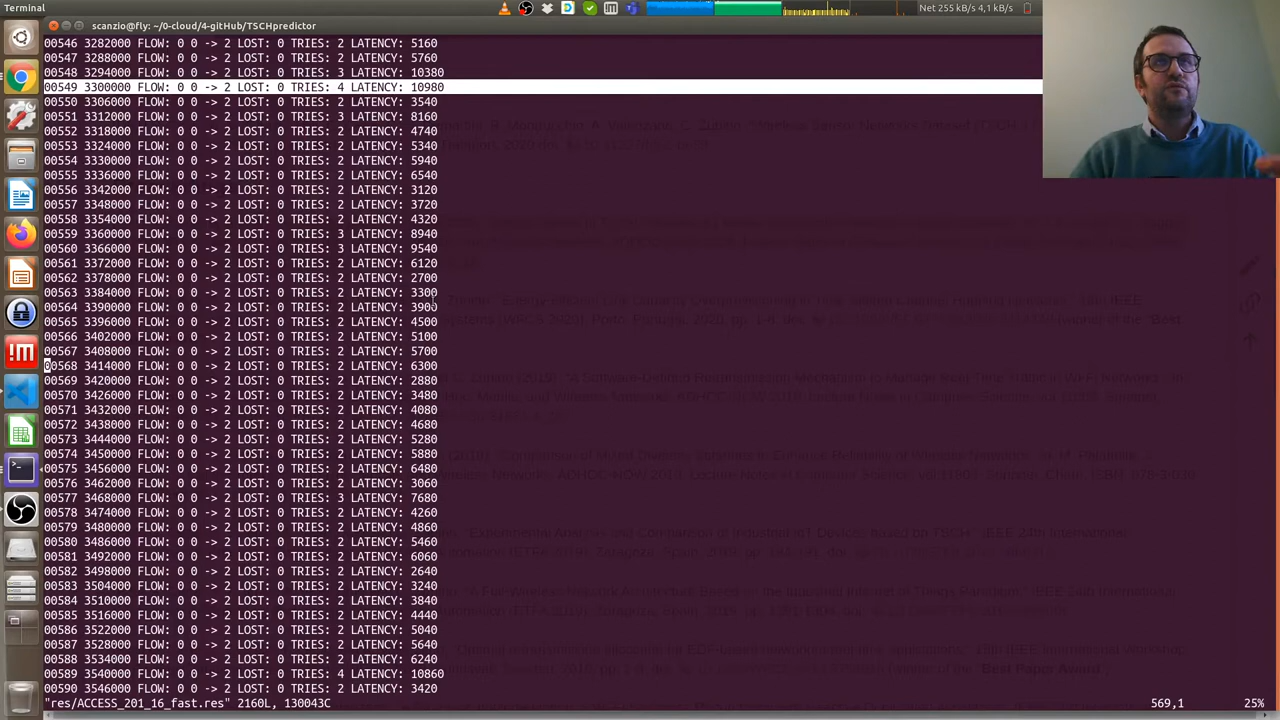 Terminal
Net 255 kB/s 4,1 kB/s
scanzio@fly: ~/0-cloud/4-gitHub/TSCHpredictor
00546 3282000 FLOW: 0 0 -> 2 LOST: 0 TRIES: 2 LATENCY: 5160
00547 3288000 FLOW: 0 0 -> 2 LOST: 0 TRIES: 2 LATENCY: 5760
00548 3294000 FLOW: 0 0 -> 2 LOST: 0 TRIES: 3 LATENCY: 10380
00549 3300000 FLOW: 0 0 -> 2 LOST: 0 TRIES: 4 LATENCY: 10980
00550 3306000 FLOW: 0 0 -> 2 LOST: 0 TRIES: 2 LATENCY: 3540
00551 3312000 FLOW: 0 0 -> 2 LOST: 0 TRIES: 2 LATENCY: 8160
00552 3318000 FLOW: 0 0 -> 2 LOST: 0 TRIES: 2 LATENCY: 4740
00553 3324000 FLOW: 0 0 -> 2 LOST: 0 TRIES: 2 LATENCY: 5340
00554 3330000 FLOW: 0 0 -> 2 LOST: 0 TRIES: 2 LATENCY: 5940
00555 3336000 FLOW: 0 0 -> 2 LOST: 0 TRIES: 2 LATENCY: 6540
00556 3342000 FLOW: 0 0 -> 2 LOST: 0 TRIES: 2 LATENCY: 3120
00557 3348000 FLOW: 0 0 -> 2 LOST: 0 TRIES: 2 LATENCY: 3720
00558 3354000 FLOW: 0 0 -> 2 LOST: 0 TRIES: 2 LATENCY: 4320
00559 3360000 FLOW: 0 0 -> 2 LOST: 0 TRIES: 3 LATENCY: 8940
00560 3366000 FLOW: 0 0 -> 2 LOST: 0 TRIES: 3 LATENCY: 9540
00561 3372000 FLOW: 0 0 -> 2 LOST: 0 TRIES: 2 LATENCY: 6120
00562 3378000 FLOW: 0 0 -> 2 LOST: 0 TRIES: 2 LATENCY: 2700
00563 3384000 FLOW: 0 0 -> 2 LOST: 0 TRIES: 2 LATENCY: 3300
00564 3390000 FLOW: 0 0 -> 2 LOST: 0 TRIES: 2 LATENCY: 3900
00565 3396000 FLOW: 0 0 -> 2 LOST: 0 TRIES: 2 LATENCY: 4500
00566 3402000 FLOW: 0 0 -> 2 LOST: 0 TRIES: 2 LATENCY: 5100
00567 3408000 FLOW: 0 0 -> 2 LOST: 0 TRIES: 2 LATENCY: 5700
00568 3414000 FLOW: 0 0 -> 2 LOST: 0 TRIES: 2 LATENCY: 6300
00569 3420000 FLOW: 0 0 -> 2 LOST: 0 TRIES: 2 LATENCY: 2880
00570 3426000 FLOW: 0 0 -> 2 LOST: 0 TRIES: 2 LATENCY: 3480
00571 3432000 FLOW: 0 0 -> 2 LOST: 0 TRIES: 2 LATENCY: 4080
00572 3438000 FLOW: 0 0 -> 2 LOST: 0 TRIES: 2 LATENCY: 4680
00573 3444000 FLOW: 0 0 -> 2 LOST: 0 TRIES: 2 LATENCY: 5280
00574 3450000 FLOW: 0 0 -> 2 LOST: 0 TRIES: 2 LATENCY: 5880
00575 3456000 FLOW: 0 0 -> 2 LOST: 0 TRIES: 2 LATENCY: 6480
00576 3462000 FLOW: 0 0 -> 2 LOST: 0 TRIES: 2 LATENCY: 3060
00577 3468000 FLOW: 0 0 -> 2 LOST: 0 TRIES: 3 LATENCY: 7680
00578 3474000 FLOW: 0 0 -> 2 LOST: 0 TRIES: 2 LATENCY: 4260
00579 3480000 FLOW: 0 0 -> 2 LOST: 0 TRIES: 2 LATENCY: 4860
00580 3486000 FLOW: 0 0 -> 2 LOST: 0 TRIES: 2 LATENCY: 5460
00581 3492000 FLOW: 0 0 -> 2 LOST: 0 TRIES: 2 LATENCY: 6060
00582 3498000 FLOW: 0 0 -> 2 LOST: 0 TRIES: 2 LATENCY: 2640
00583 3504000 FLOW: 0 0 -> 2 LOST: 0 TRIES: 2 LATENCY: 3240
00584 3510000 FLOW: 0 0 -> 2 LOST: 0 TRIES: 2 LATENCY: 3840
00585 3516000 FLOW: 0 0 -> 2 LOST: 0 TRIES: 2 LATENCY: 4440
00586 3522000 FLOW: 0 0 -> 2 LOST: 0 TRIES: 2 LATENCY: 5040
00587 3528000 FLOW: 0 0 -> 2 LOST: 0 TRIES: 2 LATENCY: 5640
00588 3534000 FLOW: 0 0 -> 2 LOST: 0 TRIES: 2 LATENCY: 6240
00589 3540000 FLOW: 0 0 -> 2 LOST: 0 TRIES: 4 LATENCY: 10860
00590 3546000 FLOW: 0 0 -> 2 LOST: 0 TRIES: 2 LATENCY: 3420
"res/ACCESS_201_16_fast.res" 2160L, 130043C 569,1 25%